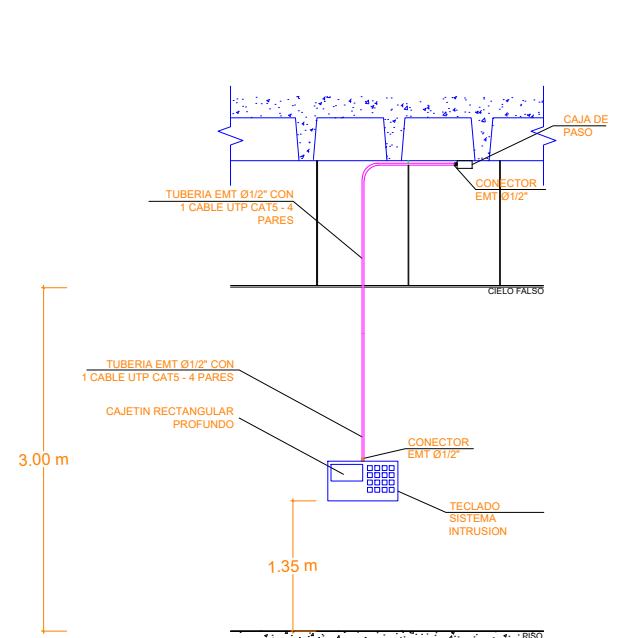 CAJA DE
PASO
TUBERIA EMT Ø1/2" CON
1 CABLE UTP CAT5 - 4
PARES
CONECTOR
EMT Ø1/2"
CIELO FALSO
TUBERIA EMT Ø1/2" CON
1 CABLE UTP CAT5 - 4 PARES
CAJETIN RECTANGULAR
PROFUNDO
CONECTOR
EMT Ø1/2"
3.00 m
TECLADO
SISTEMA
INTRUSION
1.35 m